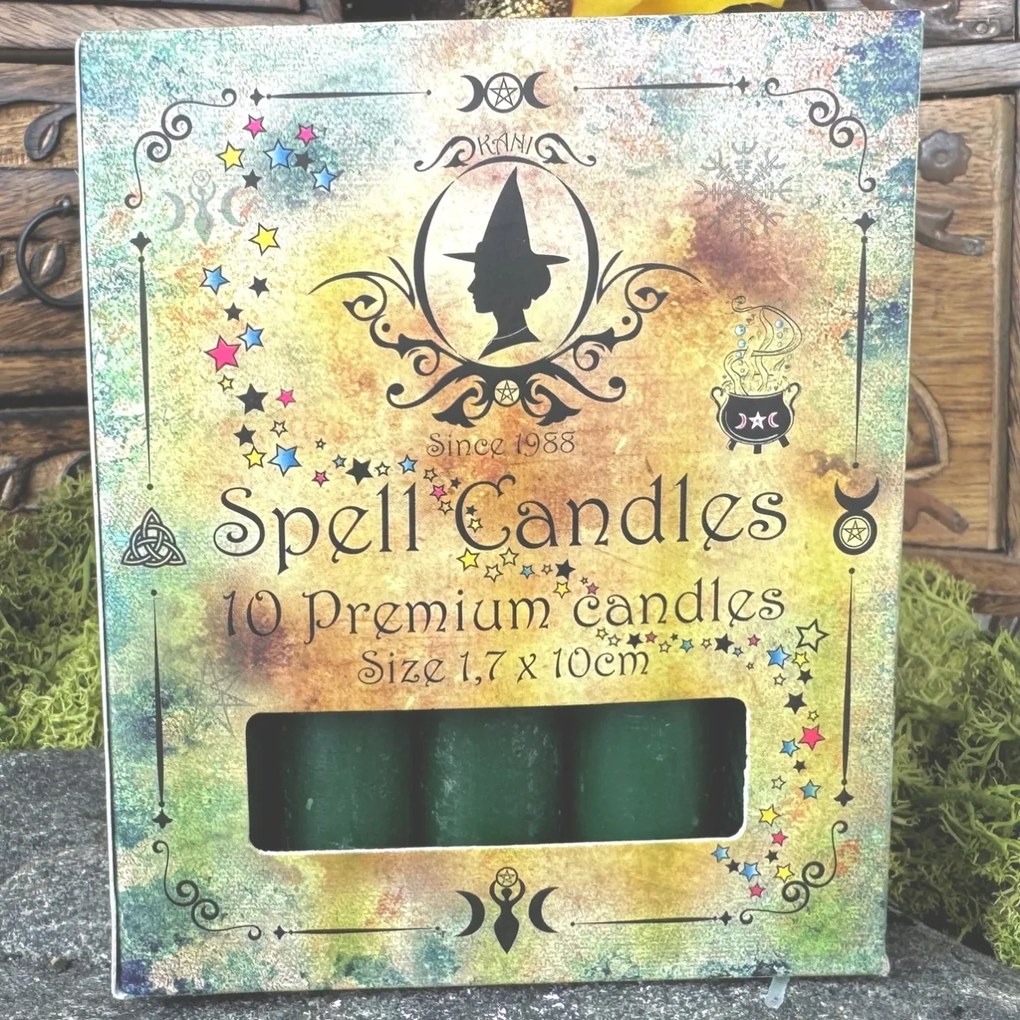 KANI
Since 1988
Spell Candles
10 Premium candles
Size 1,7 x 10cm